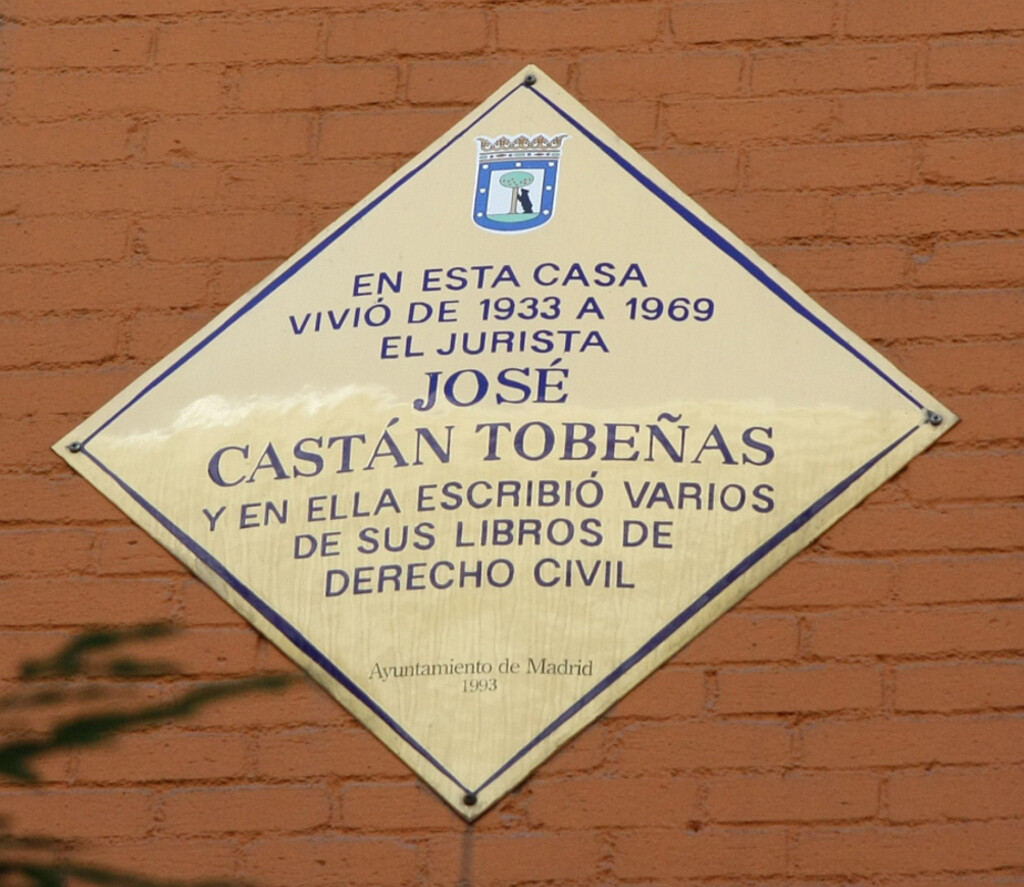 EN ESTA CASA
VIVIÓ DE 1933 A 1969
EL JURISTA
JOSÉ
CASTÁN TOBEÑAS
Y EN ELLA ESCRIBIÓ VARIOS
DE SUS LIBROS DE
DERECHO CIVIL
Ayuntamiento de Madrid
1993